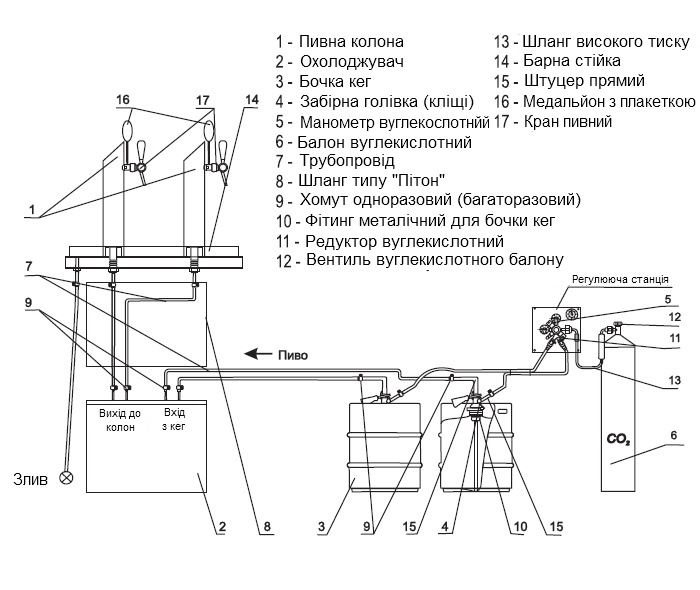 1 - Пивна колона
2 - Охолоджувач
3 - Бочка кег
4 - Забірна голівка (кліщі)
5 - Манометр вуглекослотнйй
6 - Балон вуглекислотний
7 - Трубопровід
8 - Шланг типу "Пітон"
9 - Хомут одноразовий (багаторазовий)
10 - Фітинг металічний для бочки кег
11 - Редуктор вуглекислотний
12 - Вентиль вуглекислотного балону
13 - Шланг високого тиску
14 - Барна стійка
15 - Штуцер прямий
16 - Медальйон з плакеткою
17 - Кран пивний
16
17
14
1
7
9
Регулююча станція
5
12
11
13
Пиво
Вихід до
колон
Вхід
з кег
CO₂
6
Злив
2
8
3
9
15
4
10
15